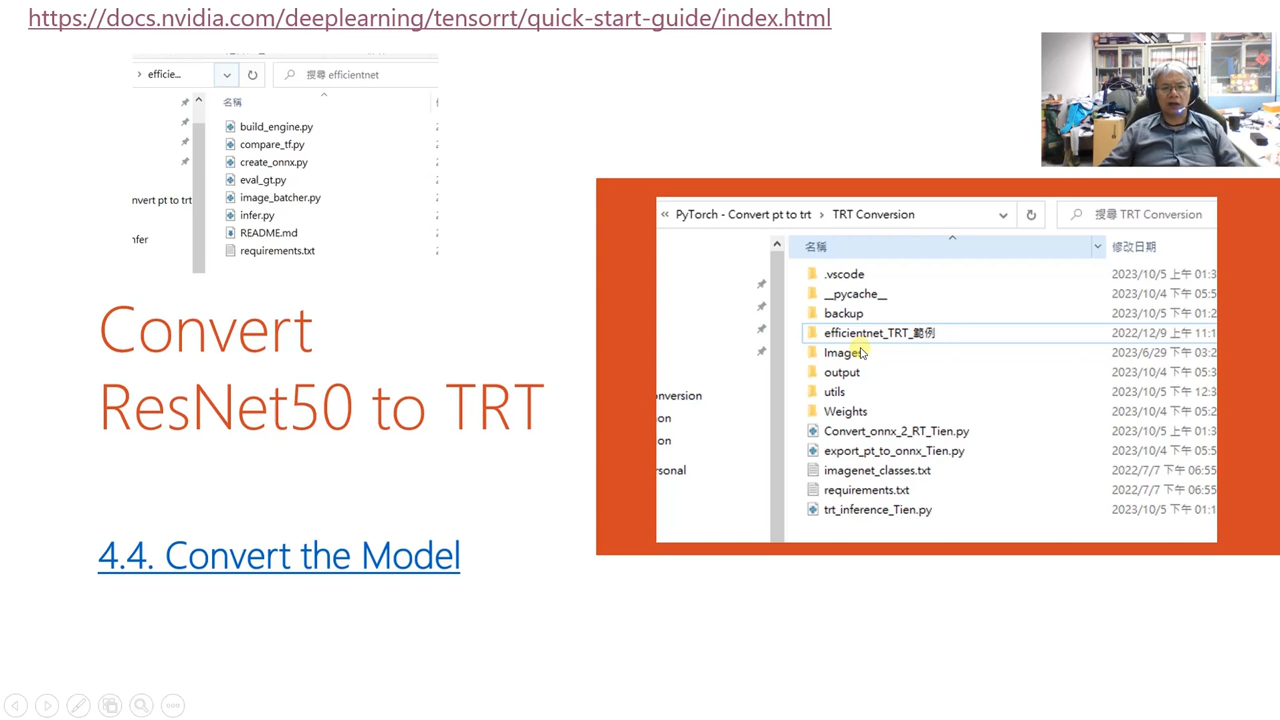 https://docs.nvidia.com/deeplearning/tensorrt/quick-start-guide/index.html
efficie...
搜尋 efficientnet
名稱
build_engine.py
compare_tf.py
create_onnx.py
eval_gt.py
image_batcher.py
nvert pt to trt
infer.py
README.md
nfer
requirements.txt
Convert
ResNet50 to TRT
4.4. Convert the Model
« PyTorch - Convert pt to trt › TRT Conversion
搜尋 TRT Conversion
名稱 修改日期
.vscode 2023/10/5 上午 01:3
__pycache__ 2023/10/4 下午 05:5
backup 2023/10/5 上午 01:2
efficientnet_TRT_範例 2022/12/9 上午 11:1
Images 2023/6/29 下午 03:2
output 2023/10/4 下午 05:3
utils 2023/10/5 上午 12:3
onversion
Weights 2023/10/4 下午 05:2
on
Convert_onnx_2_RT_Tien.py 2023/10/5 上午 01:3
on
export_pt_to_onnx_Tien.py 2023/10/4 下午 05:5
rsonal
imagenet_classes.txt 2022/7/7 下午 06:55
requirements.txt 2022/7/7 下午 06:55
trt_inference_Tien.py 2023/10/5 上午 01:1